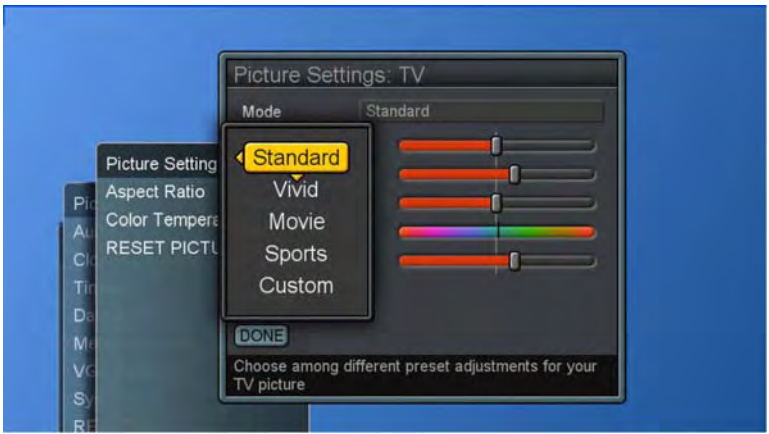 Picture Settings: TV
Mode
Standard
Standard
Vivid
Movie
Sports
Custom
DONE
Choose among different preset adjustments for your
TV picture
Picture Setting
Aspect Ratio
Color Tempera
RESET PICTU